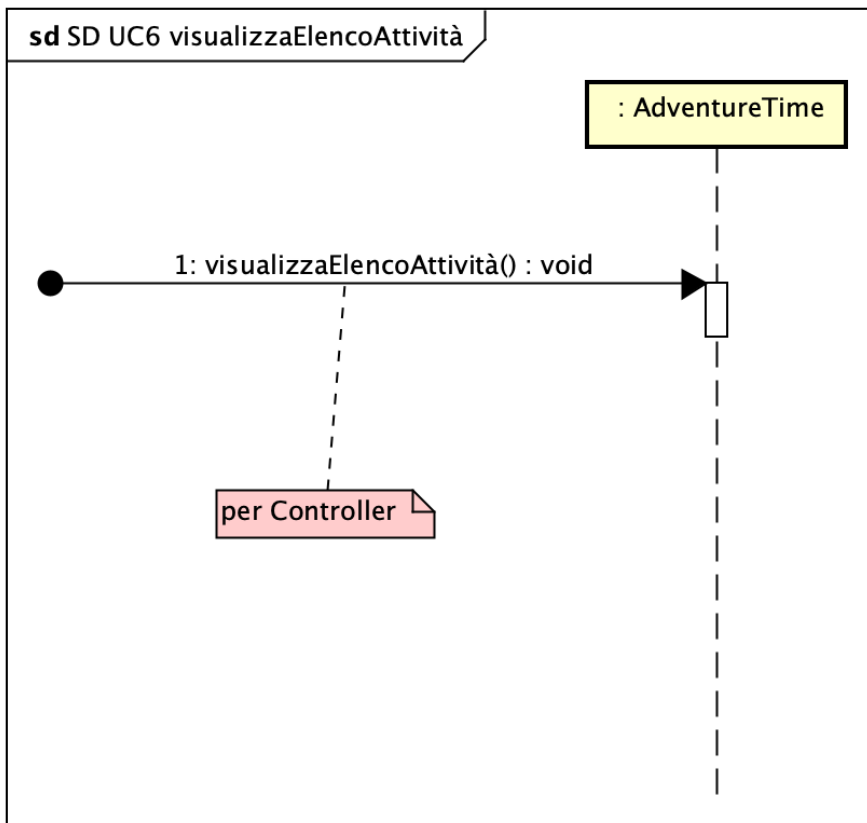 sd SD UC6 visualizzaElencoAttività
: AdventureTime
1: visualizzaElencoAttività() : void
per Controller